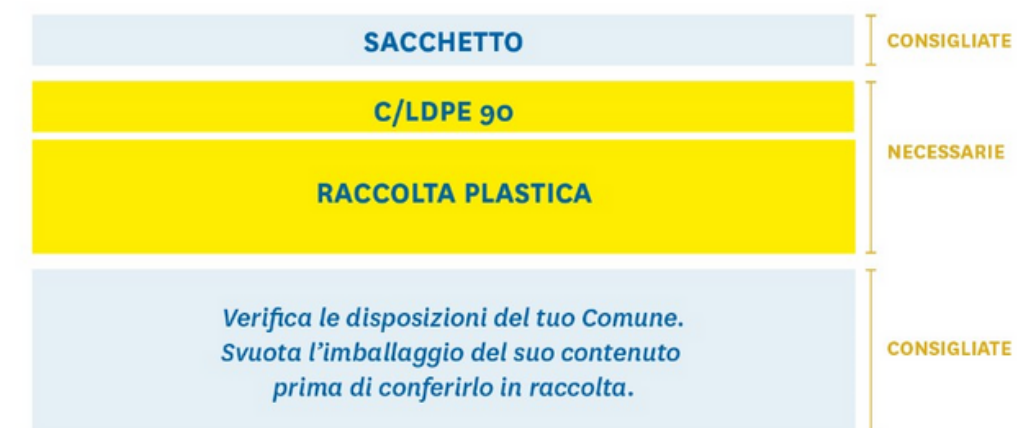 SACCHETTO
CONSIGLIATE
C/LDPE 90
NECESSARIE
RACCOLTA PLASTICA
Verifica le disposizioni del tuo Comune.
Svuota l’imballaggio del suo contenuto
prima di conferirlo in raccolta.
CONSIGLIATE